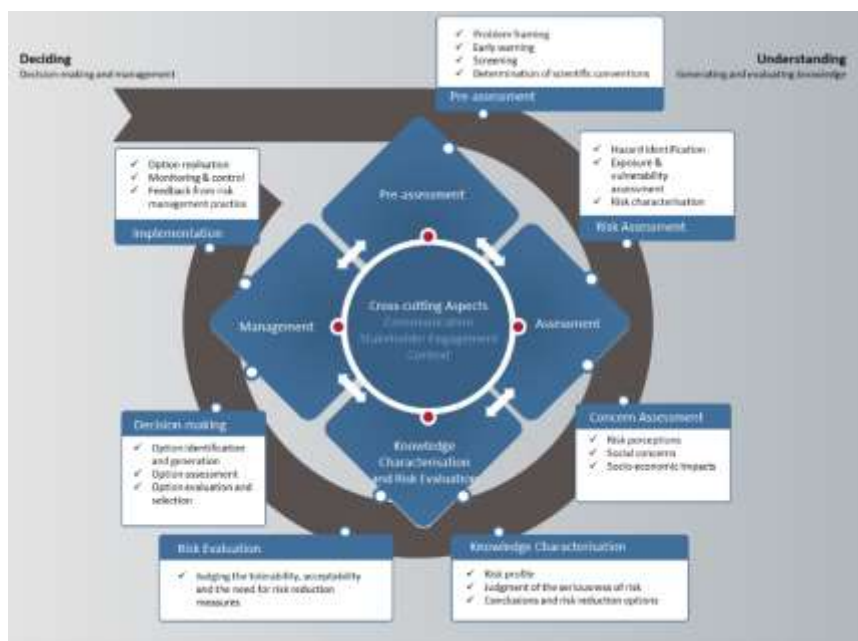 Deciding
Decision-making and management
Understanding
Generating and evaluating knowledge
✓ Problem framing
✓ Early warning
✓ Screening
✓ Determination of scientific conventions
Pre-assessment
✓ Hazard identification
✓ Exposure &
vulnerability
assessment
✓ Risk characterisation
Risk Assessment
✓ Option realisation
✓ Monitoring & control
✓ Feedback from risk
management practice
Implementation
Pre-assessment
Management
Assessment
Cross-cutting Aspects
Communication
Stakeholder Engagement
Context
Knowledge
Characterisation
and Risk Evaluation
Decision-making
✓ Option identification
and generation
✓ Option assessment
✓ Option evaluation and
selection
Concern Assessment
✓ Risk perceptions
✓ Social concerns
✓ Socio-economic impacts
Risk Evaluation
✓ Judging the tolerability, acceptability
and the need for risk reduction
measures
Knowledge Characterisation
✓ Risk profile
✓ Judgment of the seriousness of risk
✓ Conclusions and risk reduction options